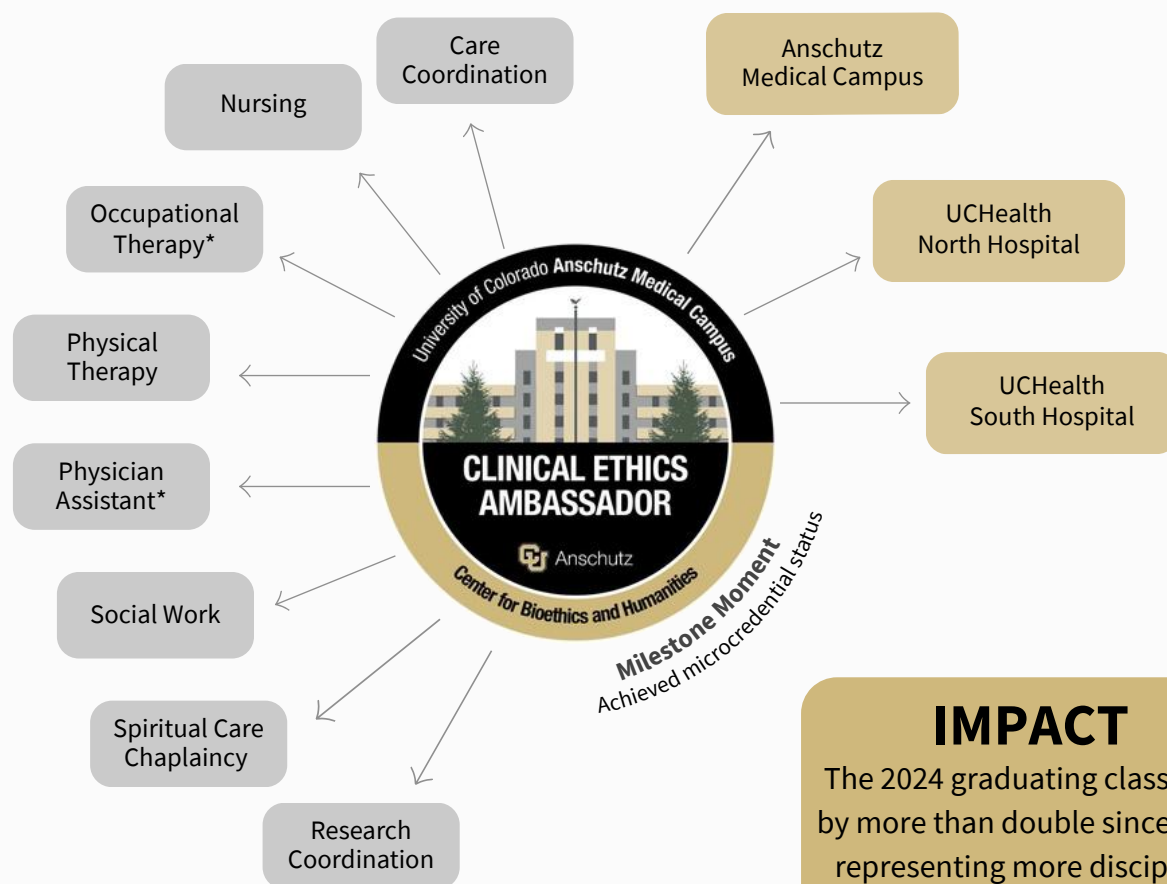 Care
Coordination
Anschutz
Medical Campus
Nursing
Occupational
Therapy*
UCHealth
North Hospital
Physical
Therapy
UCHealth
South Hospital
Physician
Assistant*
Social Work
Spiritual Care
Chaplaincy
Research
Coordination
University of Colorado Anschutz Medical Campus
CLINICAL ETHICS
AMBASSADOR
CU Anschutz
Center for Bioethics and Humanities
Milestone Moment
Achieved microcredential status
IMPACT
The 2024 graduating class
by more than double since
representing more discip